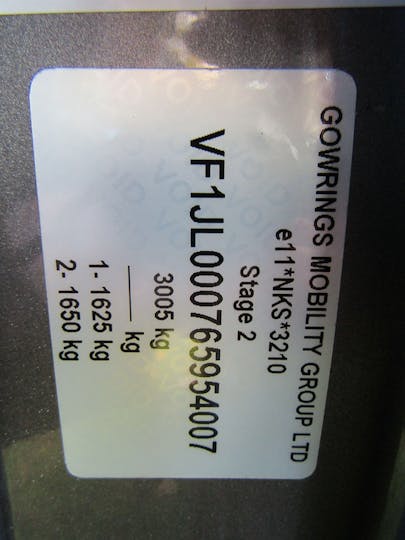 GOWRINGS MOBILITY GROUP LTD
e11*NKS*3210
Stage 2
VF1JL000765954007
3005 kg
____ kg
1- 1625 kg
2- 1650 kg